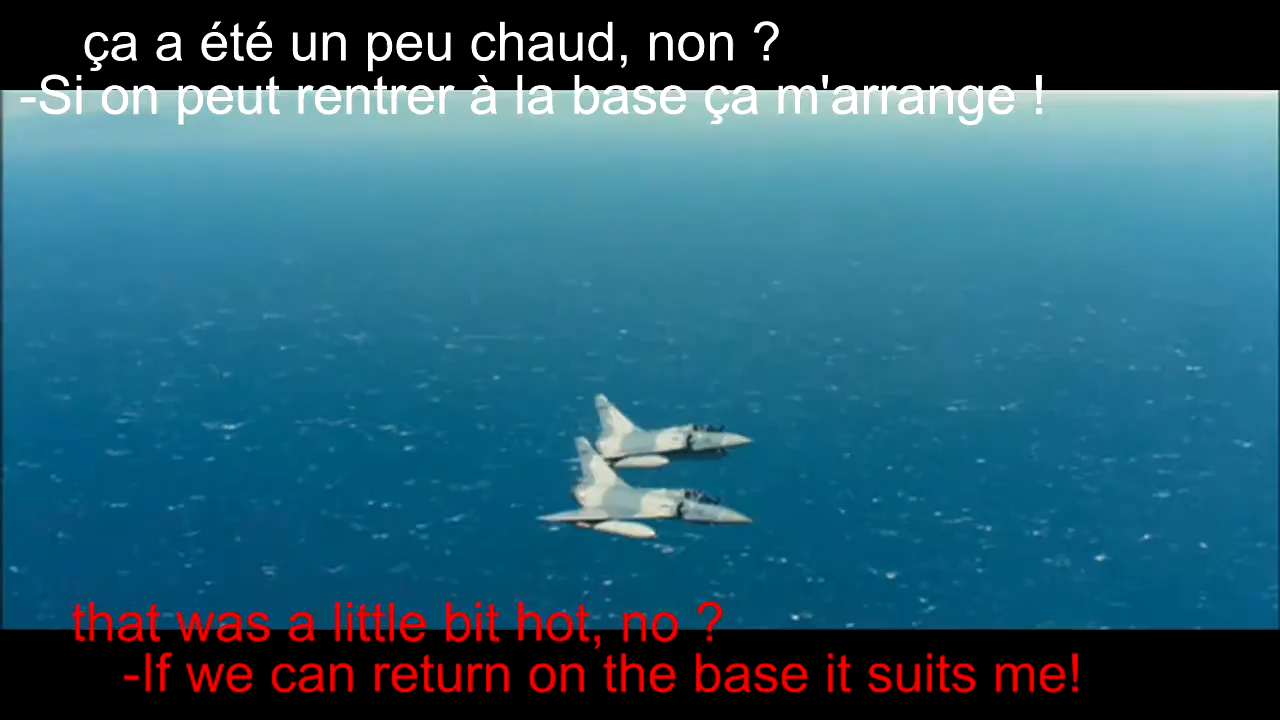 ça a été un peu chaud, non ?
-Si on peut rentrer à la base ça m'arrange !
that was a little bit hot, no ?
-If we can return on the base it suits me!